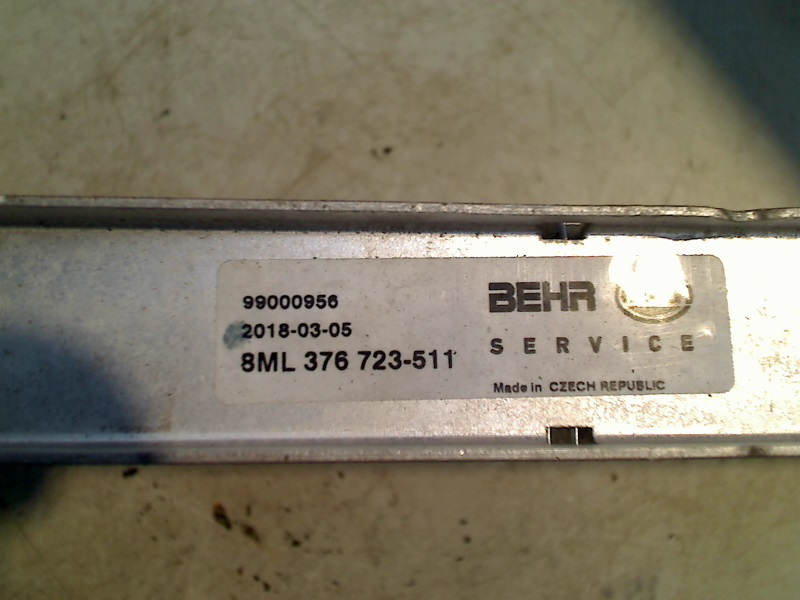 99000956
2018-03-05
8ML 376 723-511
BEHR
SERVICE
Made in CZECH REPUBLIC